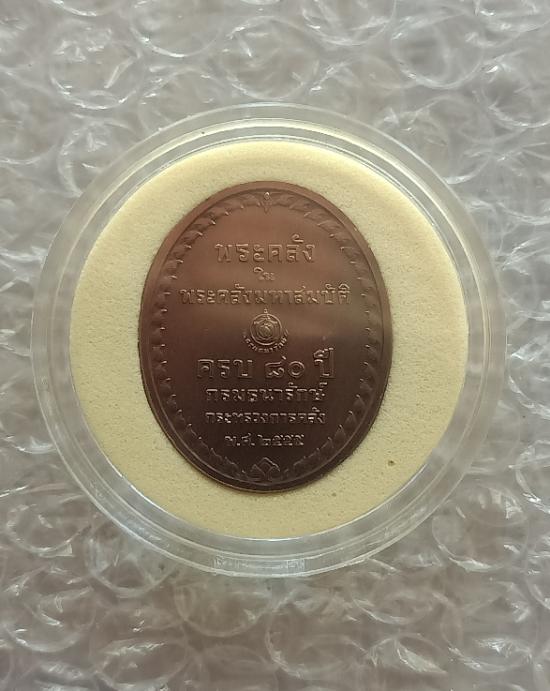 พระคลัง
ใน
พระคลังมหาสมบัติ
ครบ ๘๐ ปี
กรมธนารักษ์
กระทรวงการคลัง
พ.ศ. ๒๕๕๙